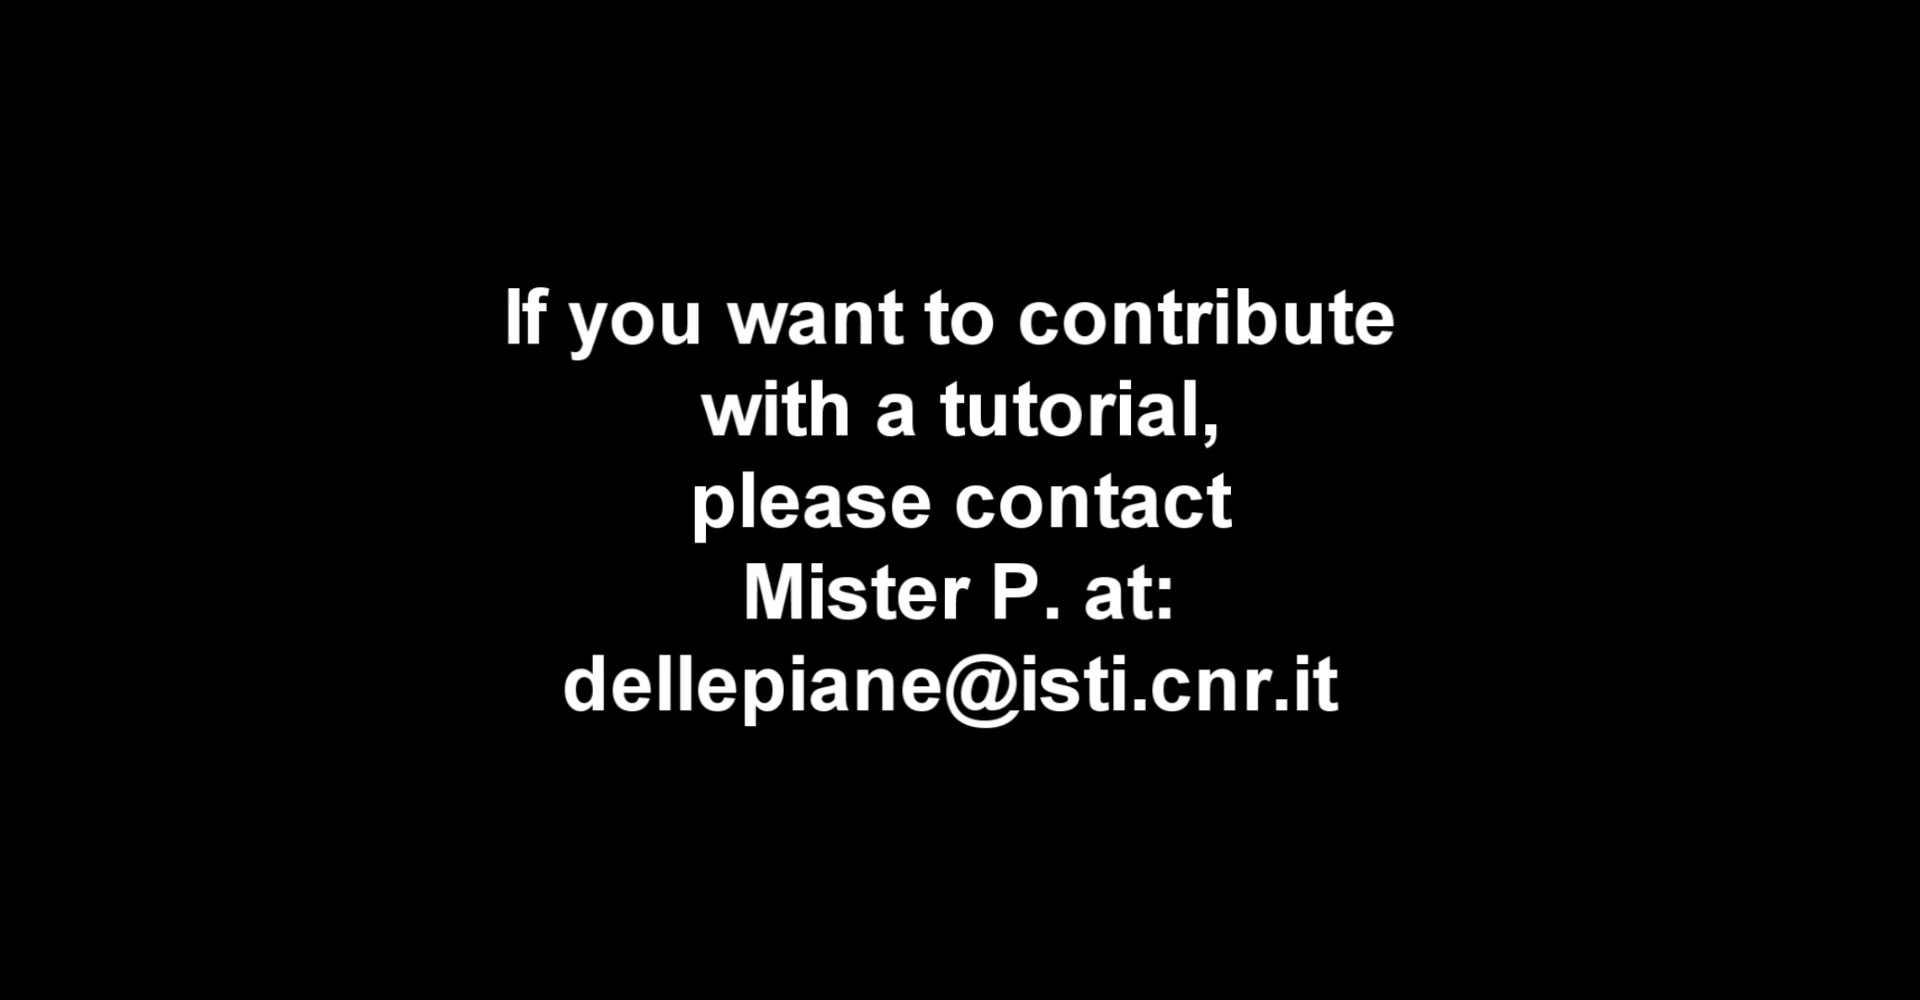 If you want to contribute
with a tutorial,
please contact
Mister P. at:
dellepiane@isti.cnr.it